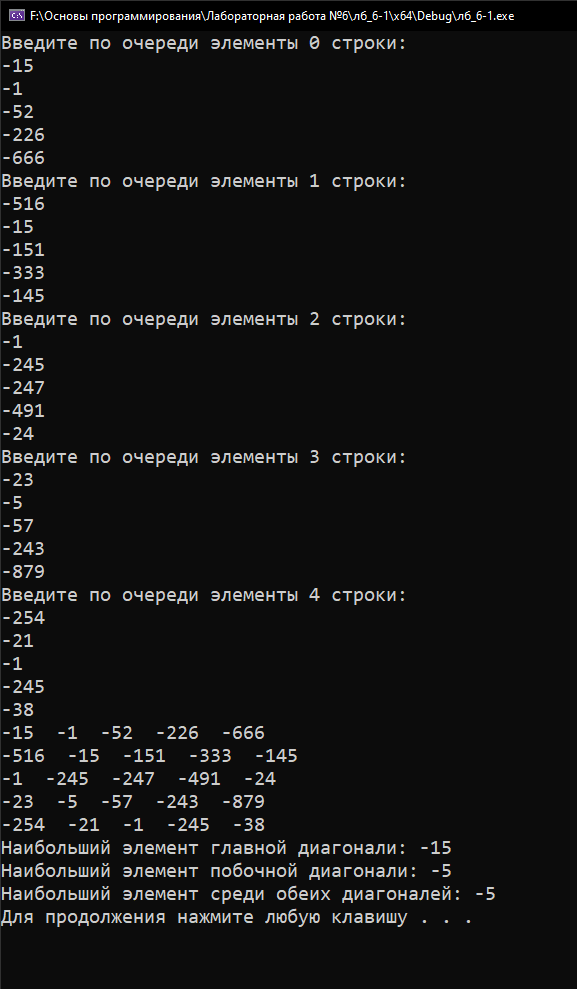 F:\Основы программирования\Лабораторная работа №6\лб_6-1\x64\Debug\лб_6-1.exe
Введите по очереди элементы 0 строки:
-15
-1
-52
-226
-666
Введите по очереди элементы 1 строки:
-516
-15
-151
-333
-145
Введите по очереди элементы 2 строки:
-1
-245
-247
-491
-24
Введите по очереди элементы 3 строки:
-23
-5
-57
-243
-879
Введите по очереди элементы 4 строки:
-254
-21
-1
-245
-38
-15  -1  -52  -226  -666
-516  -15  -151  -333  -145
-1  -245  -247  -491  -24
-23  -5  -57  -243  -879
-254  -21  -1  -245  -38
Наибольший элемент главной диагонали: -15
Наибольший элемент побочной диагонали: -5
Наибольший элемент среди обеих диагоналей: -5
Для продолжения нажмите любую клавишу . . .